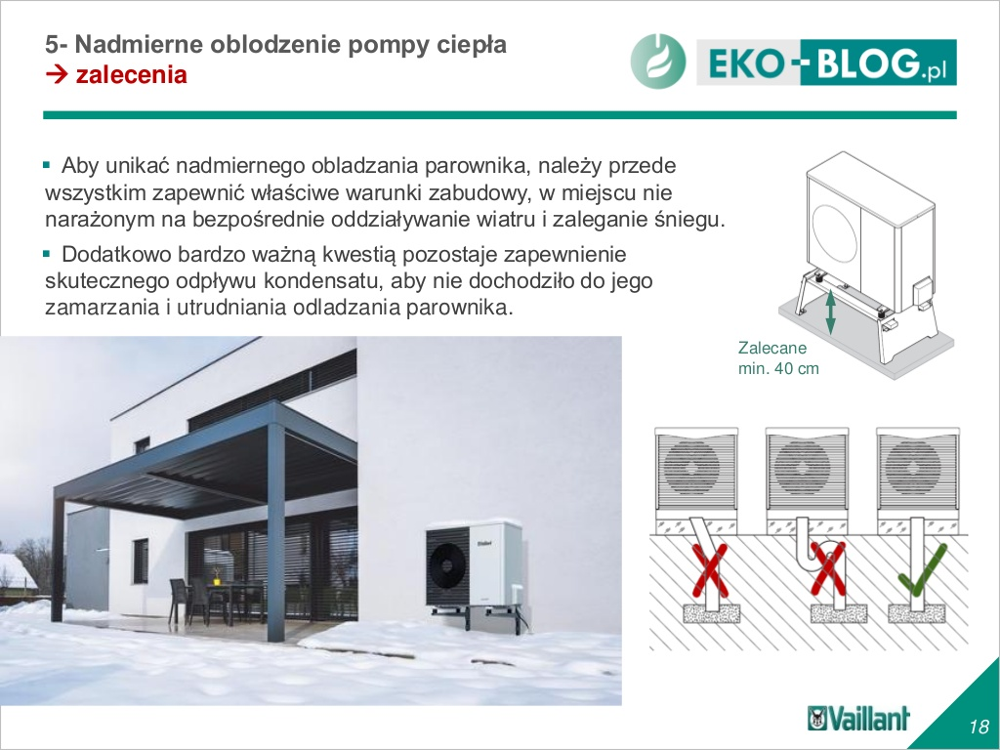 5- Nadmierne oblodzenie pompy ciepła
→ zalecenia
EKO-BLOG.pl
▪ Aby unikać nadmiernego obladzania parownika, należy przede
wszystkim zapewnić właściwe warunki zabudowy, w miejscu nie
narażonym na bezpośrednie oddziaływanie wiatru i zaleganie śniegu.
▪ Dodatkowo bardzo ważną kwestią pozostaje zapewnienie
skutecznego odpływu kondensatu, aby nie dochodziło do jego
zamarzania i utrudniania odladzania parownika.
Zalecane
min. 40 cm
Vaillant
Vaillant
18